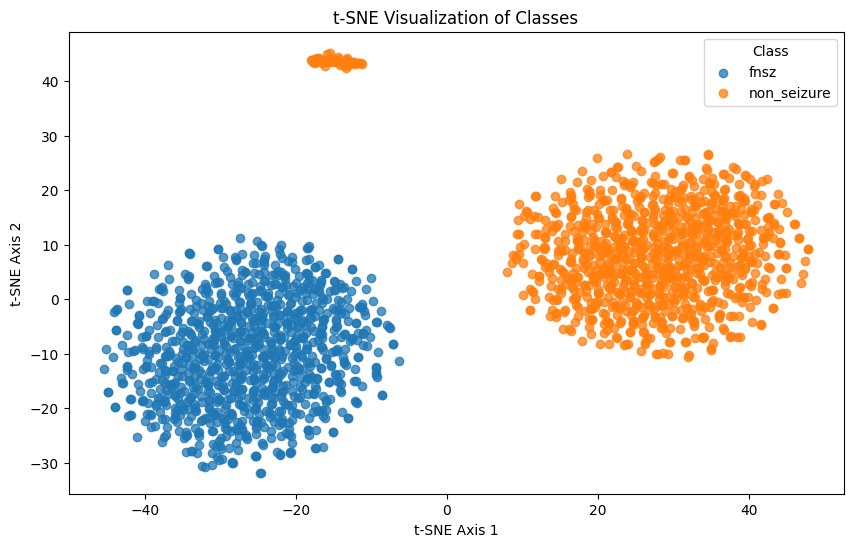 t-SNE Visualization of Classes
Class
fnsz
non_seizure
40
30
20
10
0
−10
−20
−30
t-SNE Axis 2
−40
−20
0
20
40
t-SNE Axis 1